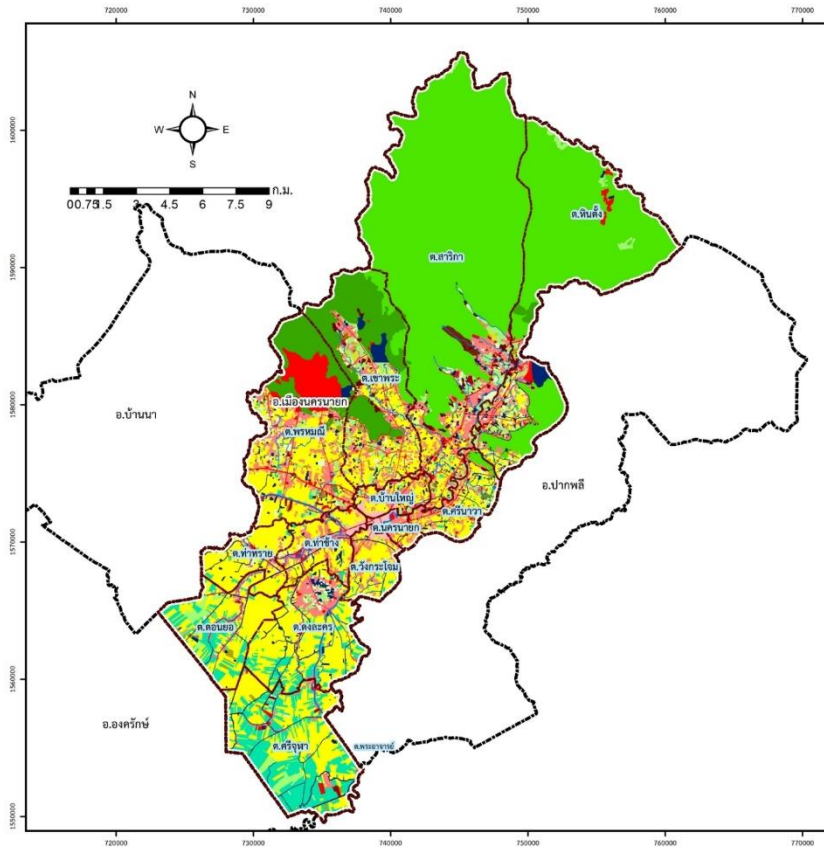 720000 730000 740000 750000 760000 770000
N
W E
S
1600000
0 0.75 1.5 3 4.5 6 7.5 9 ก.ม.
ต.หินตั้ง
ต.สาริกา
1590000
ต.เขาพระ
1580000
อ.เมืองนครนายก
อ.บ้านนา
ต.พรหมณี
อ.ปากพลี
ต.บ้านใหญ่
ต.ศรีนาวา
ต.นครนายก
1570000
ต.ท่าช้าง
ต.ท่าทราย
ต.วังกระโจม
ต.ดอนยอ
ต.ดงละคร
1560000
อ.องครักษ์
ต.ศรีจุฬา
ต.พระอาจารย์
1550000
720000 730000 740000 750000 760000 770000